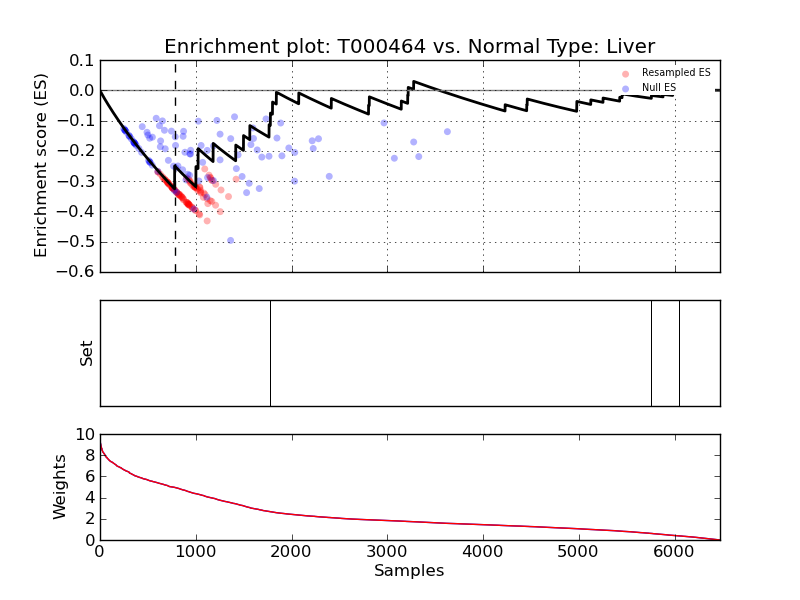 Enrichment plot: T000464 vs. Normal Type: Liver
Enrichment score (ES)
0.1
0.0
−0.1
−0.2
−0.3
−0.4
−0.5
−0.6
Resampled ES
Null ES
Set
Weights
10
8
6
4
2
0
0 1000 2000 3000 4000 5000 6000
Samples